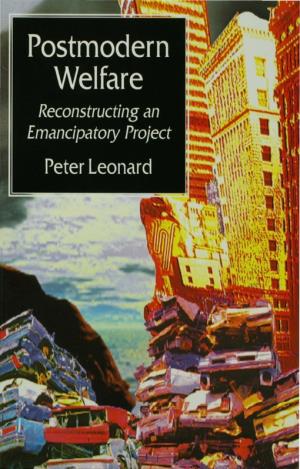 Postmodern
Welfare
Reconstructing an
Emancipatory Project
Peter Leonard